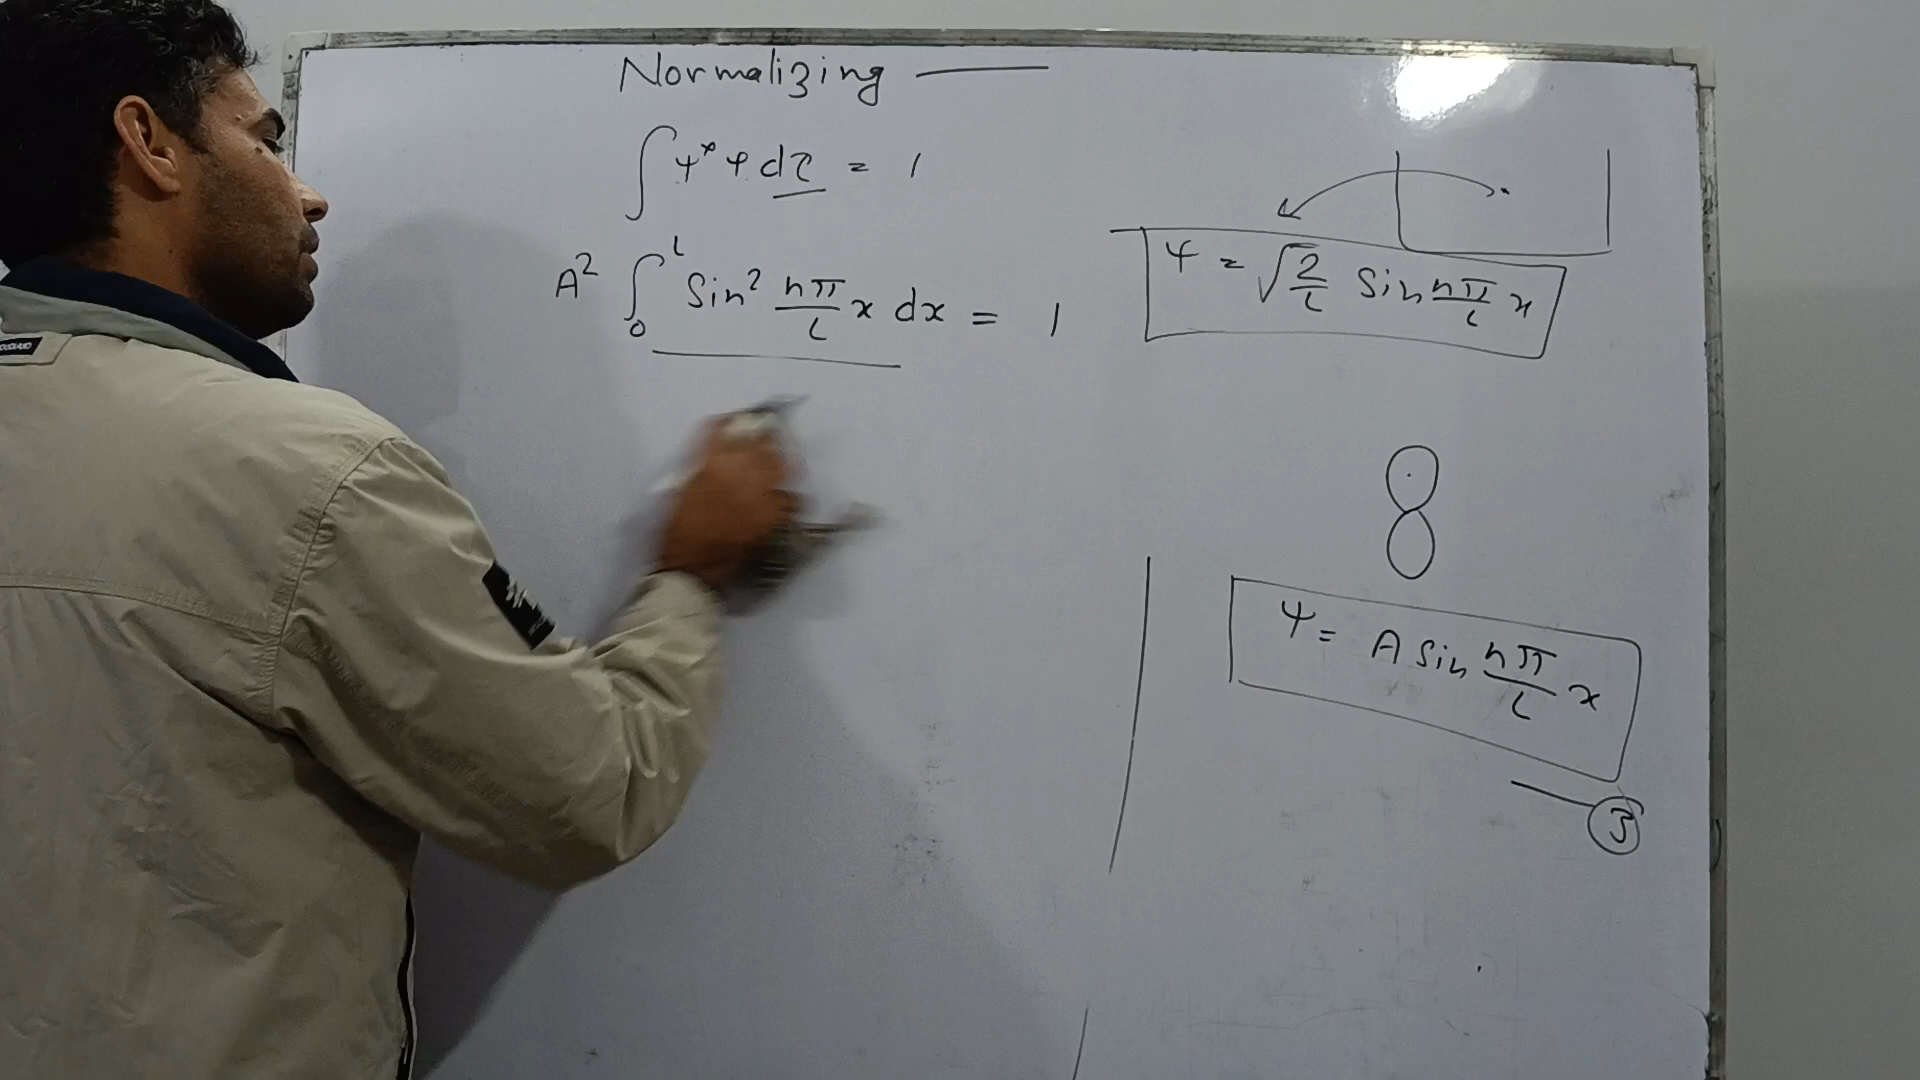 Normalizing —
∫ ψ* ψ dτ = 1
A² ∫₀ᴸ Sin² nπ/L x dx = 1
ψ = √2/L Sin nπ/L x
ψ = A Sin nπ/L x
3